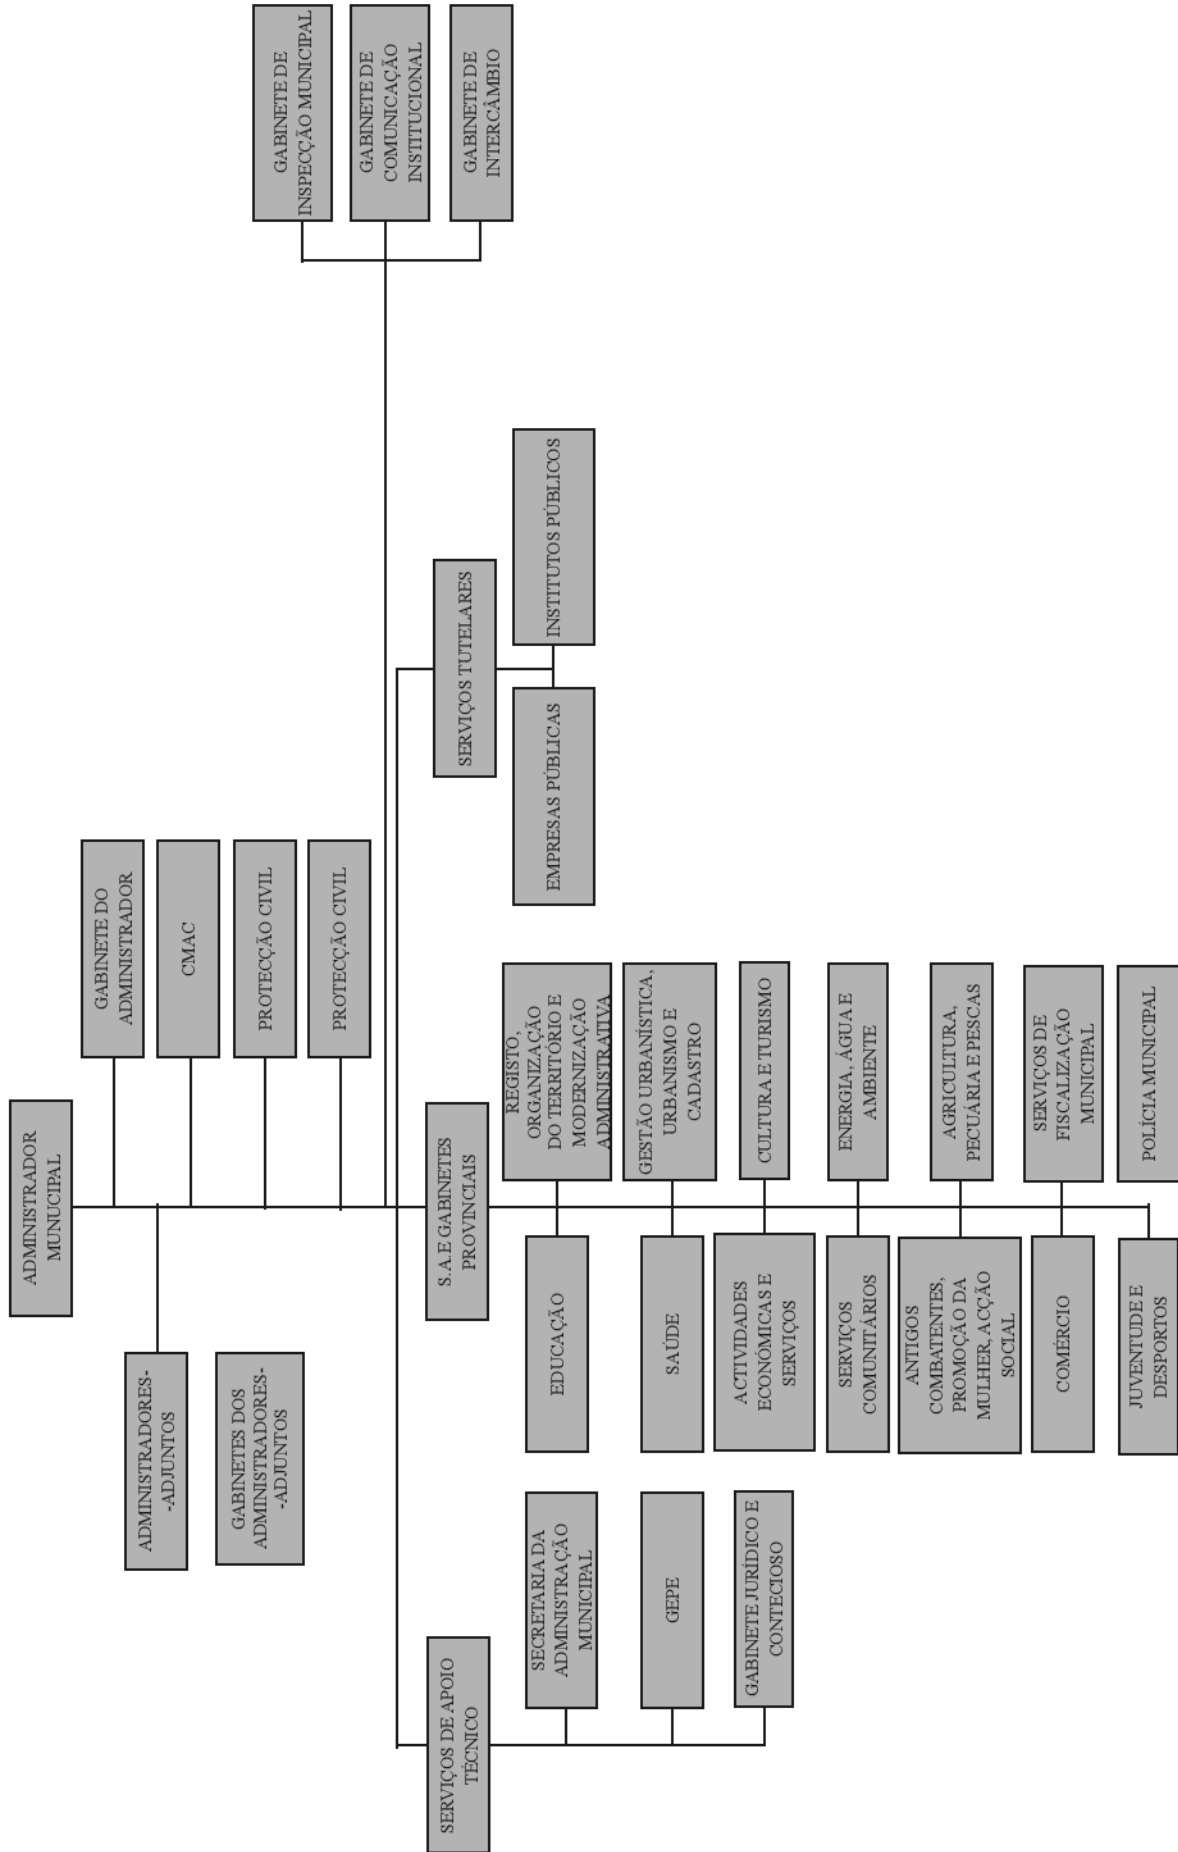 ADMINISTRADOR
MUNUCIPAL
GABINETE DO
ADMINISTRADOR
ADMINISTRADORES-
-ADJUNTOS
CMAC
GABINETES DOS
ADMINISTRADORES-
-ADJUNTOS
PROTECÇÃO CIVIL
PROTECÇÃO CIVIL
GABINETE DE
INSPECÇÃO MUNICIPAL
GABINETE DE
COMUNICAÇÃO
INSTITUCIONAL
GABINETE DE
INTERCÂMBIO
SERVIÇOS DE APOIO
TÉCNICO
SECRETARIA DA
ADMINISTRAÇÃO
MUNICIPAL
GEPE
GABINETE JURÍDICO E
CONTECIOSO
S.A.E GABINETES
PROVINCIAIS
EDUCAÇÃO
REGISTO,
ORGANIZAÇÃO
DO TERRITÓRIO E
MODERNIZAÇÃO
ADMINISTRATIVA
SAÚDE
GESTÃO URBANÍSTICA,
URBANISMO E
CADASTRO
ACTIVIDADES
ECONÓMICAS E
SERVIÇOS
CULTURA E TURISMO
SERVIÇOS
COMUNITÁRIOS
ENERGIA, ÁGUA E
AMBIENTE
ANTIGOS
COMBATENTES,
PROMOÇÃO DA
MULHER, ACÇÃO
SOCIAL
AGRICULTURA,
PECUÁRIA E PESCAS
COMÉRCIO
SERVIÇOS DE
FISCALIZAÇÃO
MUNICIPAL
JUVENTUDE E
DESPORTOS
POLÍCIA MUNICIPAL
SERVIÇOS TUTELARES
EMPRESAS PÚBLICAS
INSTITUTOS PÚBLICOS